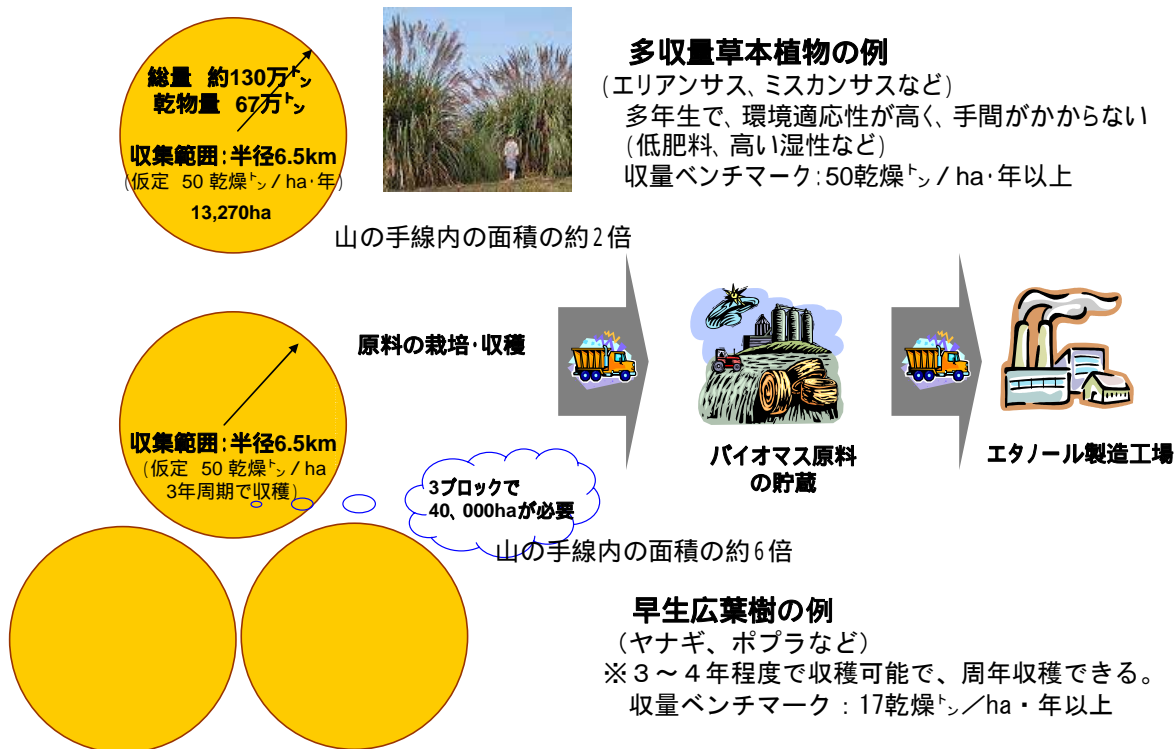 総量 約130万㌧
乾物量 67万㌧
収集範囲:半径6.5km
(仮定 50 乾燥㌧/ha・年)
13,270ha
多収量草本植物の例
(エリアンサス、ミスカンサスなど)
多年生で、環境適応性が高く、手間がかからない
(低肥料、高い湿性など)
収量ベンチマーク:50乾燥㌧/ha・年以上
山の手線内の面積の約2倍
原料の栽培・収穫
バイオマス原料
の貯蔵
エタノール製造工場
収集範囲:半径6.5km
(仮定 50 乾燥㌧/ha
3年周期で収穫)
3ブロックで
40、000haが必要
山の手線内の面積の約6倍
早生広葉樹の例
(ヤナギ、ポプラなど)
※3～4年程度で収穫可能で、周年収穫できる。
収量ベンチマーク:17乾燥㌧/ha・年以上